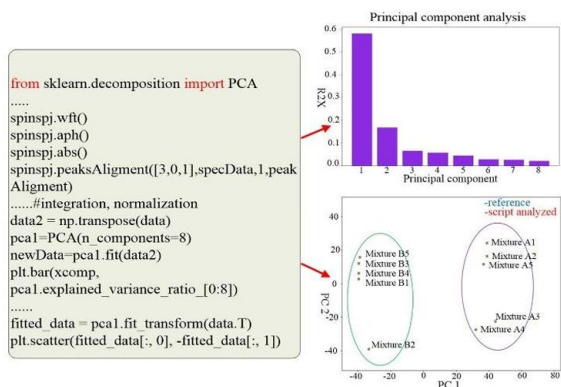 from sklearn.decomposition import PCA
.....
spinspj.wft()
spinspj.aph()
spinspj.abs()
spinspj.peaksAligment([3,0,1],specData,1,peak
Aligment)
......#integration, normalization
data2 = np.transpose(data)
pca1=PCA(n_components=8)
newData=pca1.fit(data2)
plt.bar(xcomp,
pca1.explained_variance_ratio_[0:8])
......
fitted_data = pca1.fit_transform(data.T)
plt.scatter(fitted_data[:, 0], -fitted_data[:, 1])
Principal component analysis
R2X
0.6
0.5
0.4
0.3
0.2
0.1
0.0
1 2 3 4 5 6 7 8
Principal component
-reference
-script analyzed
PC 2
40
20
0
-20
-40
Mixture B5
Mixture B3
Mixture B4
Mixture B1
Mixture B2
Mixture A1
Mixture A2
Mixture A5
Mixture A3
Mixture A4
-40 -20 0 20 40 60 80
PC 1